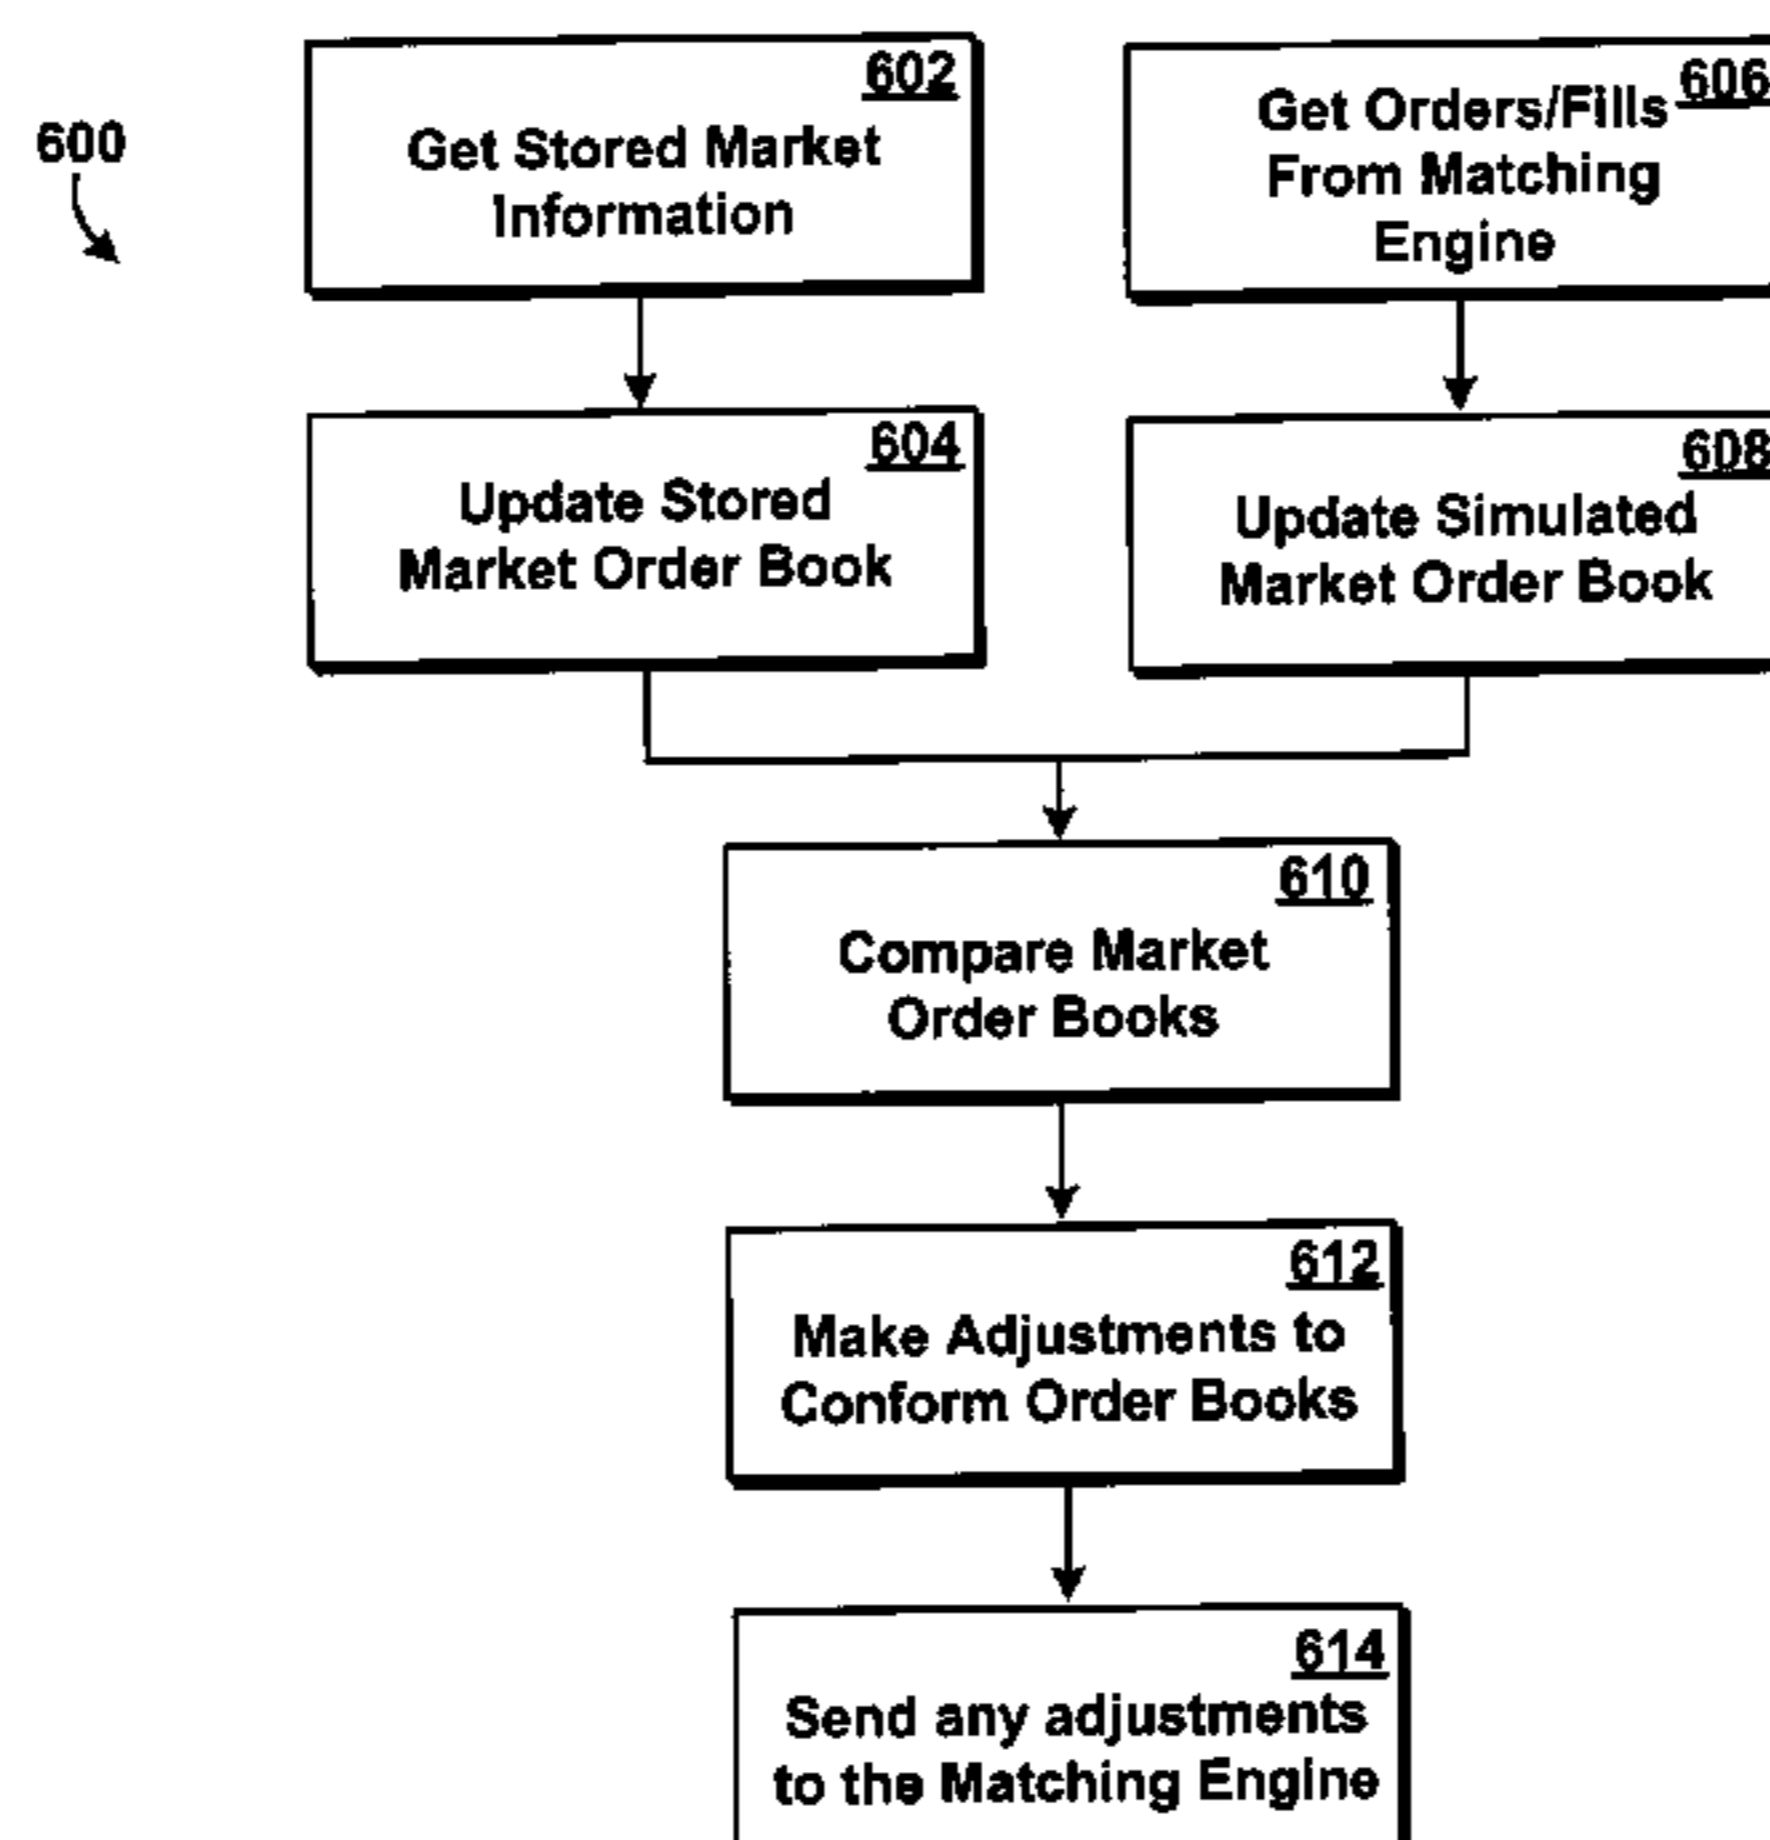 600
602
Get Stored Market
Information
606
Get Orders/Fills
From Matching
Engine
604
Update Stored
Market Order Book
608
Update Simulated
Market Order Book
610
Compare Market
Order Books
612
Make Adjustments to
Conform Order Books
614
Send any adjustments
to the Matching Engine